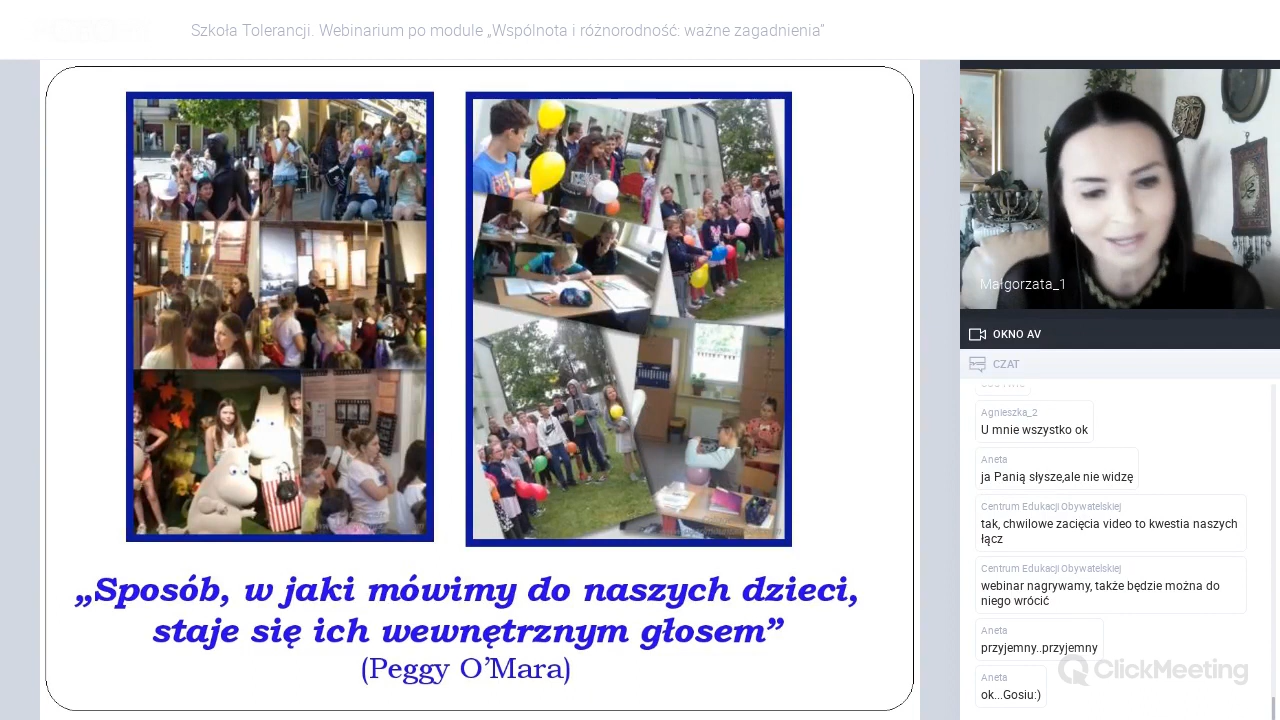 Szkoła Tolerancji. Webinarium po module „Wspólnota i różnorodność: ważne zagadnienia”
„Sposób, w jaki mówimy do naszych dzieci,
staje się ich wewnętrznym głosem”
(Peggy O’Mara)
Małgorzata_1
OKNO AV
CZAT
Agnieszka_2
U mnie wszystko ok
Aneta
ja Panią słysze,ale nie widzę
Centrum Edukacji Obywatelskiej
tak, chwilowe zacięcia video to kwestia naszych
łącz
Centrum Edukacji Obywatelskiej
webinar nagrywamy, także będzie można do
niego wrócić
Aneta
przyjemny..przyjemny
Aneta
ok...Gosiu:)
ClickMeeting